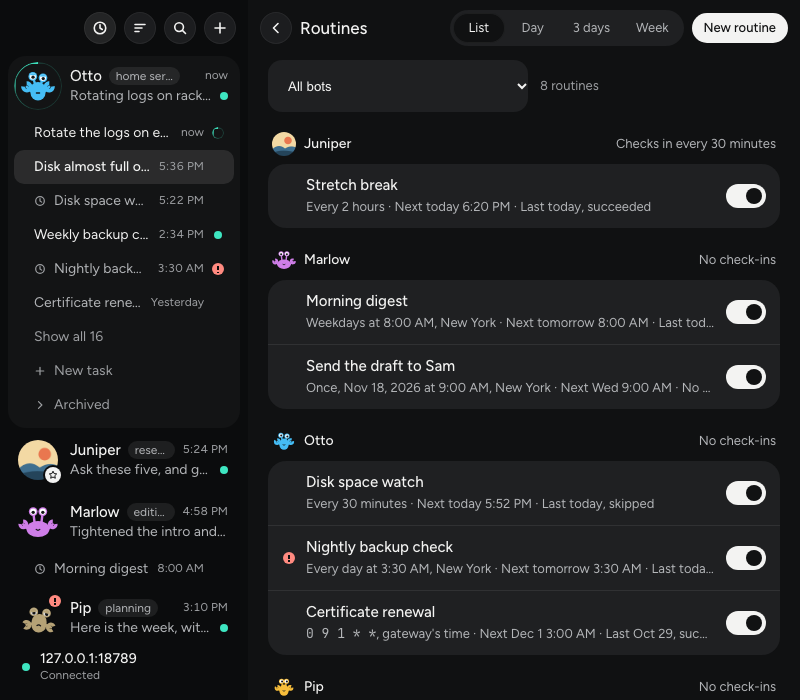 Otto home ser... now
Rotating logs on rack...
Rotate the logs on e... now
Disk almost full o... 5:36 PM
Disk space w... 5:22 PM
Weekly backup c... 2:34 PM
Nightly back... 3:30 AM
Certificate rene... Yesterday
Show all 16
New task
Archived
Juniper rese... 5:24 PM
Ask these five, and g...
Marlow editi... 4:58 PM
Tightened the intro and...
Morning digest 8:00 AM
Pip planning 3:10 PM
Here is the week, wit...
127.0.0.1:18789
Connected
Routines List Day 3 days Week New routine
All bots 8 routines
Juniper Checks in every 30 minutes
Stretch break
Every 2 hours · Next today 6:20 PM · Last today, succeeded
Marlow No check-ins
Morning digest
Weekdays at 8:00 AM, New York · Next tomorrow 8:00 AM · Last tod...
Send the draft to Sam
Once, Nov 18, 2026 at 9:00 AM, New York · Next Wed 9:00 AM · No ...
Otto No check-ins
Disk space watch
Every 30 minutes · Next today 5:52 PM · Last today, skipped
Nightly backup check
Every day at 3:30 AM, New York · Next tomorrow 3:30 AM · Last toda...
Certificate renewal
0 9 1 * *, gateway's time · Next Dec 1 3:00 AM · Last Oct 29, suc...
Pip No check-ins